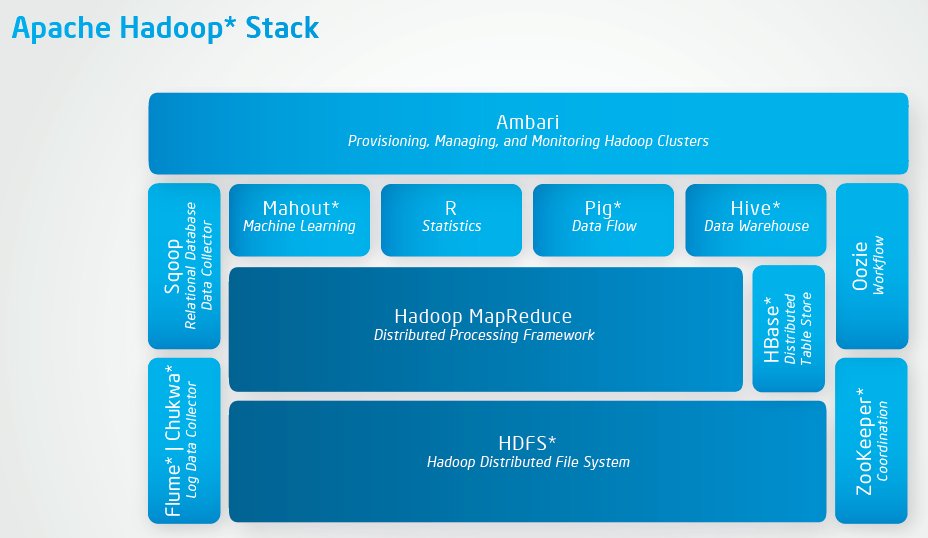 Apache Hadoop* Stack
Ambari
Provisioning, Managing, and Monitoring Hadoop Clusters
Sqoop
Relational Database
Data Collector
Mahout*
Machine Learning
R
Statistics
Pig*
Data Flow
Hive*
Data Warehouse
Oozie
Workflow
Hadoop MapReduce
Distributed Processing Framework
HBase*
Distributed
Table Store
Flume* | Chukwa*
Log Data Collector
HDFS*
Hadoop Distributed File System
ZooKeeper*
Coordination